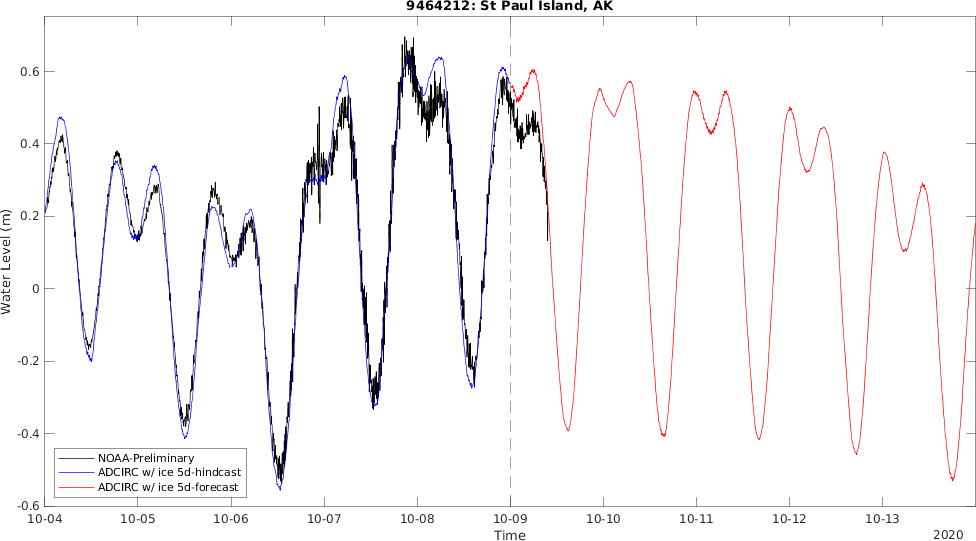 9464212: St Paul Island, AK
Water Level (m)
0.6
0.4
0.2
0
-0.2
-0.4
-0.6
NOAA-Preliminary
ADCIRC w/ ice 5d-hindcast
ADCIRC w/ ice 5d-forecast
10-04 10-05 10-06 10-07 10-08 10-09 10-10 10-11 10-12 10-13
Time
2020